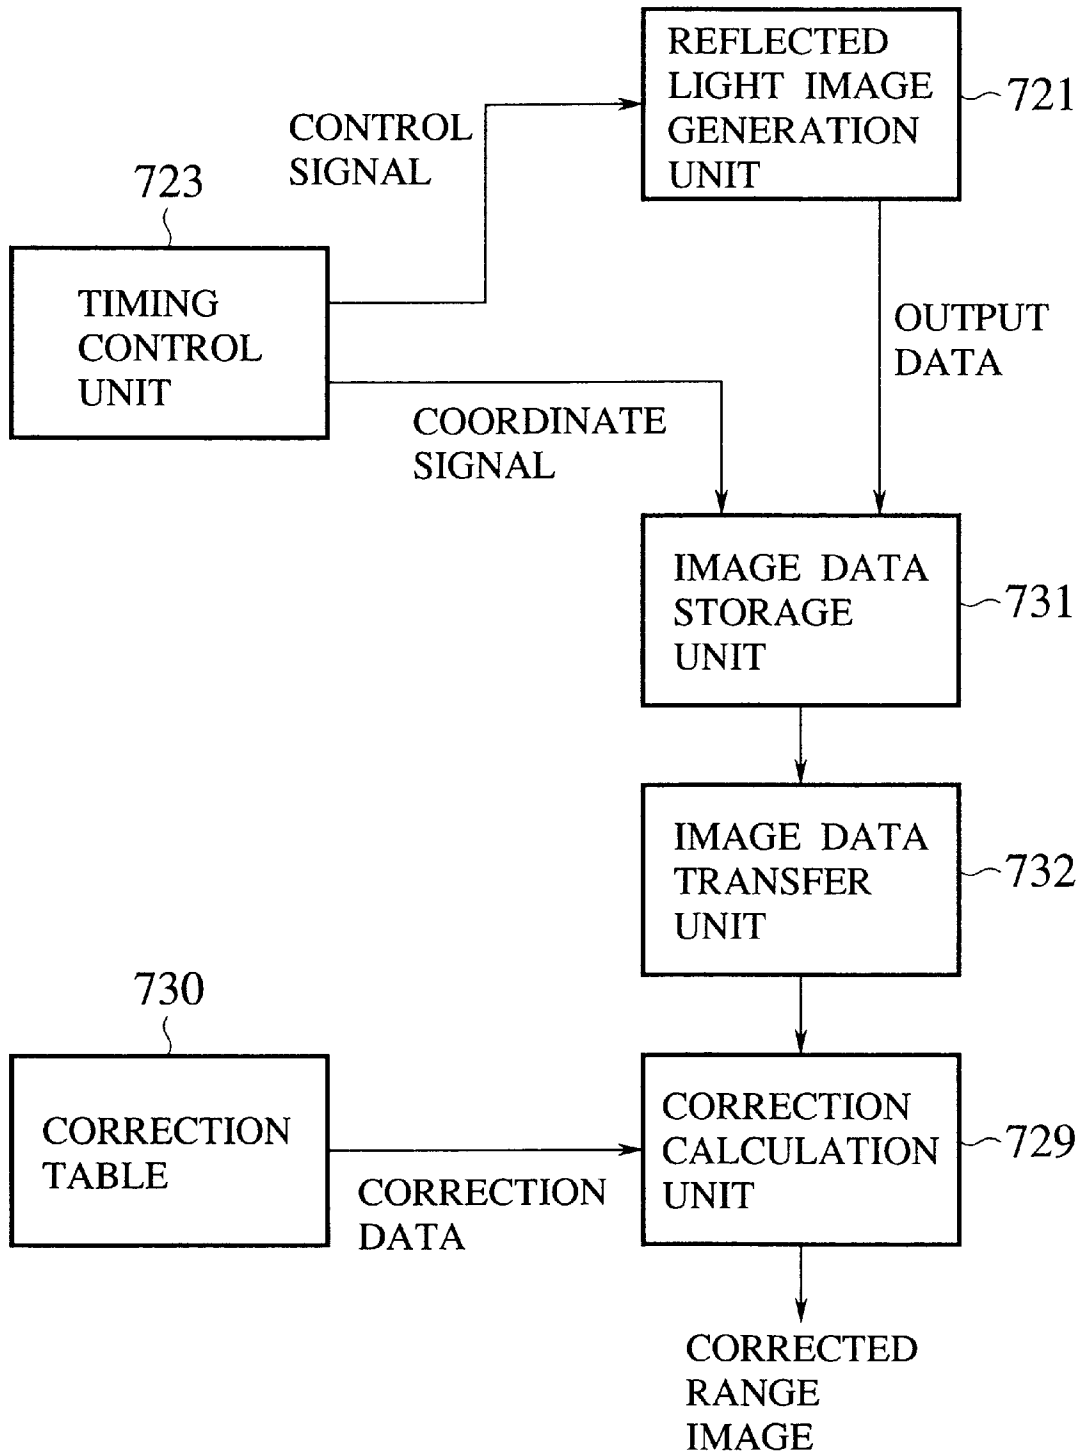 REFLECTED
LIGHT IMAGE
GENERATION
UNIT
721
CONTROL
SIGNAL
723
TIMING
CONTROL
UNIT
OUTPUT
DATA
COORDINATE
SIGNAL
IMAGE DATA
STORAGE
UNIT
731
IMAGE DATA
TRANSFER
UNIT
732
730
CORRECTION
TABLE
CORRECTION
DATA
CORRECTION
CALCULATION
UNIT
729
CORRECTED
RANGE
IMAGE